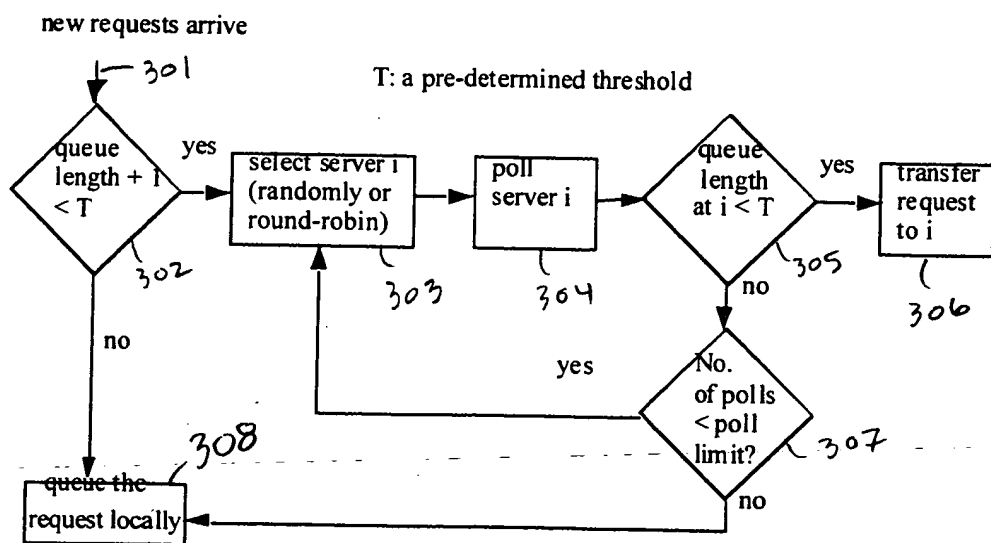 new requests arrive
301
T: a pre-determined threshold
queue
length + 1
< T
yes
302
no
select server i
(randomly or
round-robin)
303
poll
server i
304
queue
length
at i < T
yes
305
no
transfer
request
to i
306
yes
No.
of polls
< poll
limit?
307
no
308
queue the
request locally